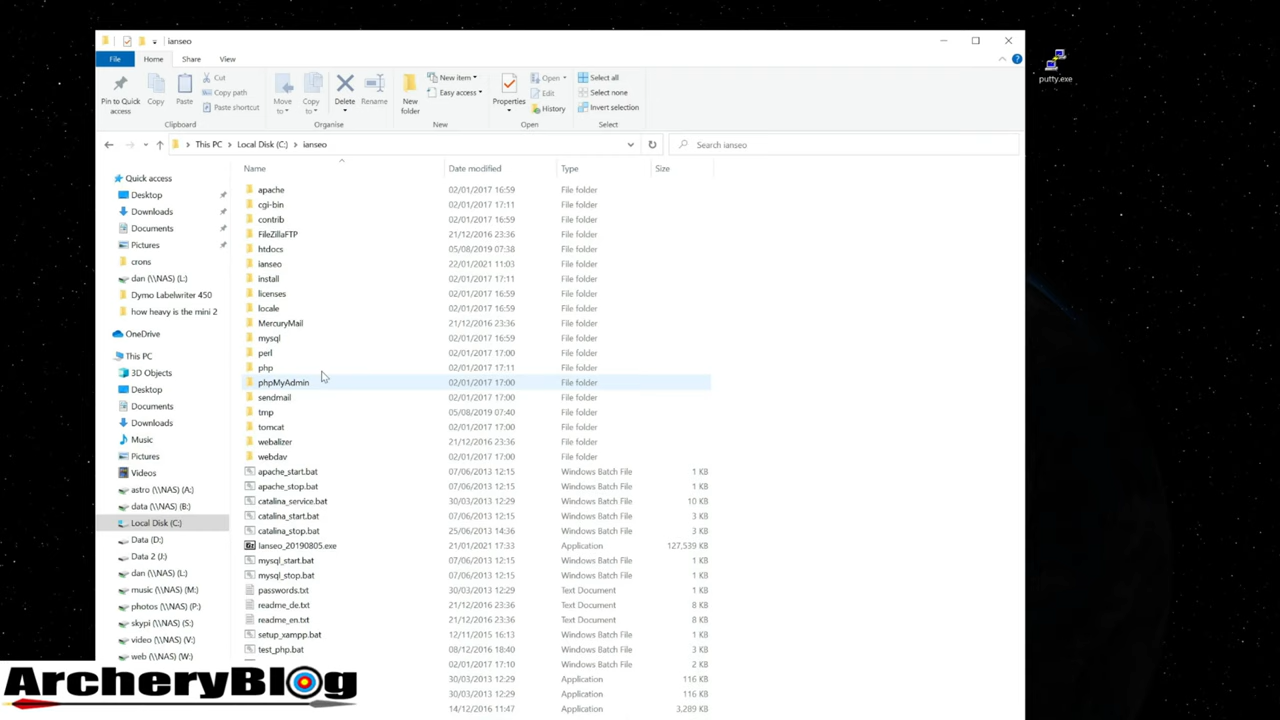 ianseo
File Home Share View
Pin to Quick access
Copy
Paste
Cut
Copy path
Paste shortcut
Clipboard
Move to
Copy to
Delete
Rename
Organise
New folder
New item
Easy access
New
Properties
Open
Edit
History
Open
Select all
Select none
Invert selection
Select
This PC Local Disk (C:) ianseo
Search ianseo
putty.exe
Quick access
Desktop
Downloads
Documents
Pictures
crons
dan (\\NAS) (L:)
Dymo Labelwriter 450
how heavy is the mini 2
OneDrive
This PC
3D Objects
Desktop
Documents
Downloads
Music
Pictures
Videos
astro (\\NAS) (A:)
data (\\NAS) (B:)
Local Disk (C:)
Data (D:)
Data 2 (J:)
dan (\\NAS) (L:)
music (\\NAS) (M:)
photos (\\NAS) (P:)
skypi (\\NAS) (S:)
video (\\NAS) (V:)
web (\\NAS) (W:)
Name Date modified Type Size
apache 02/01/2017 16:59 File folder
cgi-bin 02/01/2017 17:11 File folder
contrib 02/01/2017 16:59 File folder
FileZillaFTP 21/12/2016 23:36 File folder
htdocs 05/08/2019 07:38 File folder
ianseo 22/01/2021 11:03 File folder
install 02/01/2017 17:11 File folder
licenses 02/01/2017 16:59 File folder
locale 02/01/2017 16:59 File folder
MercuryMail 21/12/2016 23:36 File folder
mysql 02/01/2017 16:59 File folder
perl 02/01/2017 17:00 File folder
php 02/01/2017 17:11 File folder
phpMyAdmin 02/01/2017 17:00 File folder
sendmail 02/01/2017 17:00 File folder
tmp 05/08/2019 07:40 File folder
tomcat 02/01/2017 17:00 File folder
webalizer 21/12/2016 23:36 File folder
webdav 02/01/2017 17:00 File folder
apache_start.bat 07/06/2013 12:15 Windows Batch File 1 KB
apache_stop.bat 07/06/2013 12:15 Windows Batch File 1 KB
catalina_service.bat 30/03/2013 12:29 Windows Batch File 10 KB
catalina_start.bat 07/06/2013 12:15 Windows Batch File 3 KB
catalina_stop.bat 25/06/2013 14:36 Windows Batch File 3 KB
Ianseo_20190805.exe 21/01/2021 17:33 Application 127,539 KB
mysql_start.bat 07/06/2013 12:15 Windows Batch File 1 KB
mysql_stop.bat 07/06/2013 12:15 Windows Batch File 1 KB
passwords.txt 30/03/2013 12:29 Text Document 1 KB
readme_de.txt 21/12/2016 23:36 Text Document 8 KB
readme_en.txt 21/12/2016 23:36 Text Document 8 KB
setup_xampp.bat 12/11/2015 16:13 Windows Batch File 1 KB
test_php.bat 08/12/2016 18:40 Windows Batch File 3 KB
02/01/2017 17:10 Windows Batch File 2 KB
30/03/2013 12:29 Application 116 KB
30/03/2013 12:29 Application 116 KB
14/12/2016 11:47 Application 3,289 KB
ArcheryBlog